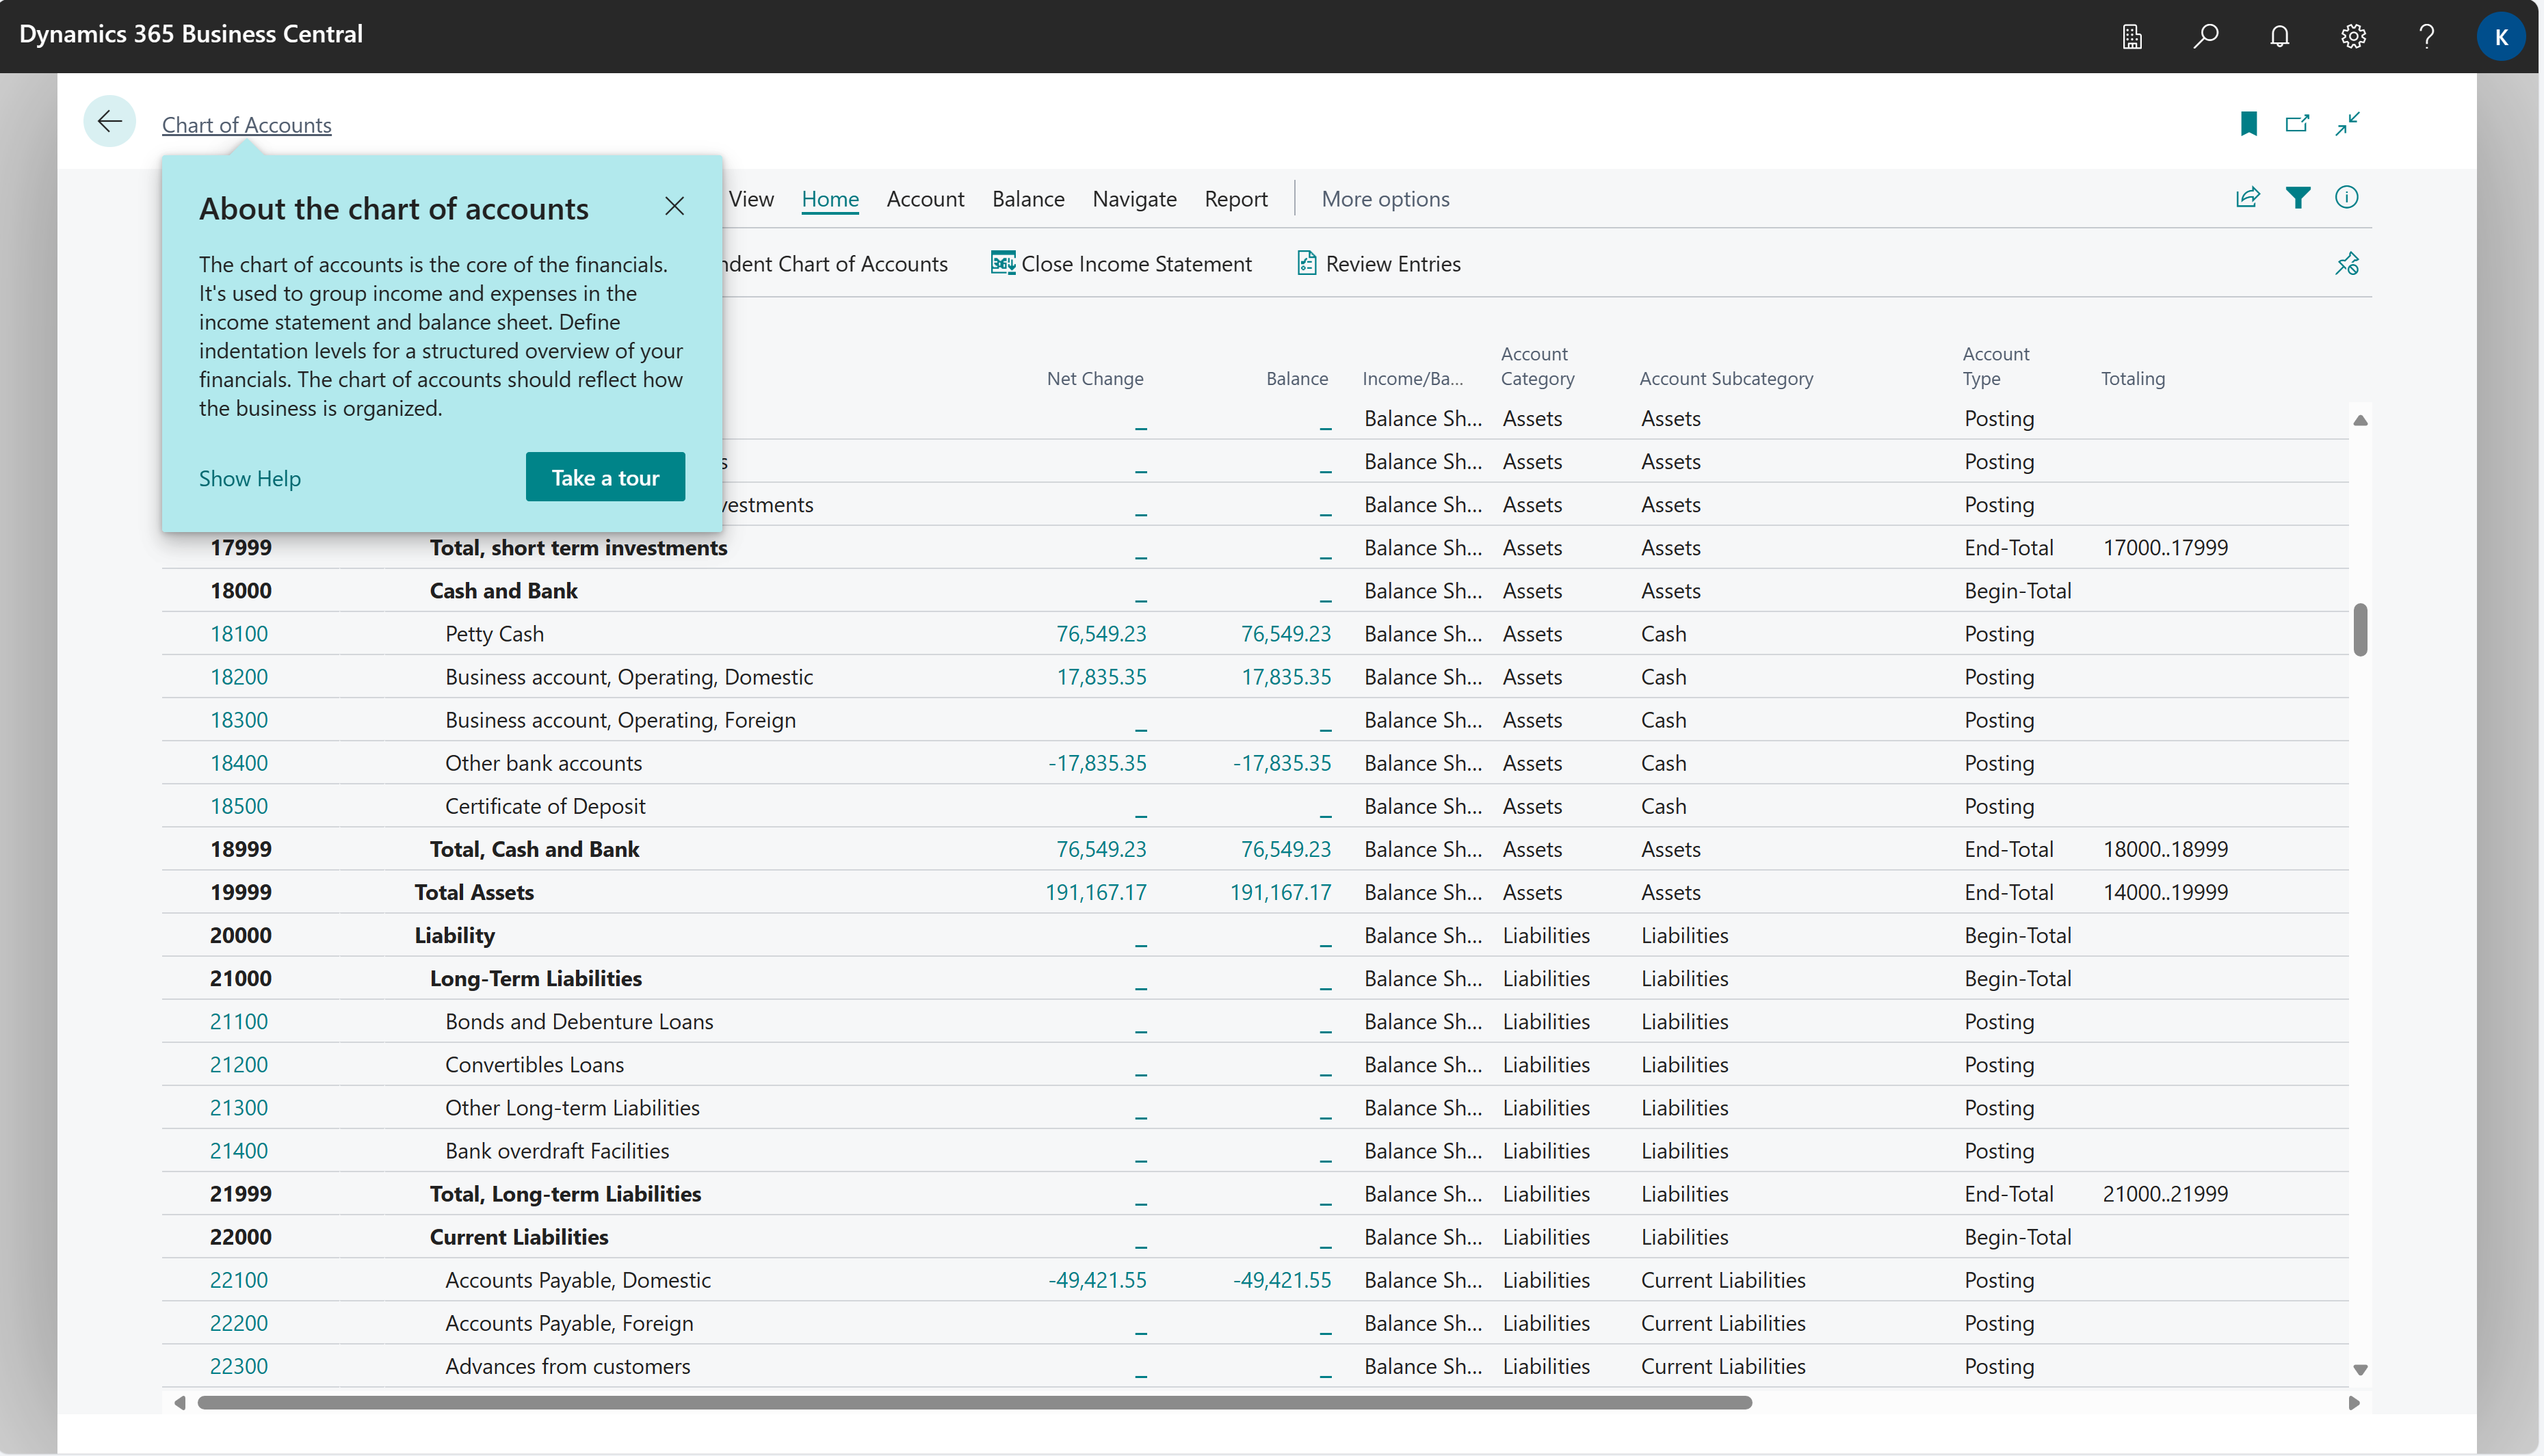 Dynamics 365 Business Central
K
Chart of Accounts
About the chart of accounts
The chart of accounts is the core of the financials.
It's used to group income and expenses in the
income statement and balance sheet. Define
indentation levels for a structured overview of your
financials. The chart of accounts should reflect how
the business is organized.
Show Help
Take a tour
View Home Account Balance Navigate Report More options
ndent Chart of Accounts Close Income Statement Review Entries
Net Change Balance Income/Ba... Account Category Account Subcategory Account Type Totaling
_ _ Balance Sh... Assets Assets Posting
s _ _ Balance Sh... Assets Assets Posting
vestments _ _ Balance Sh... Assets Assets Posting
17999 Total, short term investments _ _ Balance Sh... Assets Assets End-Total 17000..17999
18000 Cash and Bank _ _ Balance Sh... Assets Assets Begin-Total
18100 Petty Cash 76,549.23 76,549.23 Balance Sh... Assets Cash Posting
18200 Business account, Operating, Domestic 17,835.35 17,835.35 Balance Sh... Assets Cash Posting
18300 Business account, Operating, Foreign _ _ Balance Sh... Assets Cash Posting
18400 Other bank accounts -17,835.35 -17,835.35 Balance Sh... Assets Cash Posting
18500 Certificate of Deposit _ _ Balance Sh... Assets Cash Posting
18999 Total, Cash and Bank 76,549.23 76,549.23 Balance Sh... Assets Assets End-Total 18000..18999
19999 Total Assets 191,167.17 191,167.17 Balance Sh... Assets Assets End-Total 14000..19999
20000 Liability _ _ Balance Sh... Liabilities Liabilities Begin-Total
21000 Long-Term Liabilities _ _ Balance Sh... Liabilities Liabilities Begin-Total
21100 Bonds and Debenture Loans _ _ Balance Sh... Liabilities Liabilities Posting
21200 Convertibles Loans _ _ Balance Sh... Liabilities Liabilities Posting
21300 Other Long-term Liabilities _ _ Balance Sh... Liabilities Liabilities Posting
21400 Bank overdraft Facilities _ _ Balance Sh... Liabilities Liabilities Posting
21999 Total, Long-term Liabilities _ _ Balance Sh... Liabilities Liabilities End-Total 21000..21999
22000 Current Liabilities _ _ Balance Sh... Liabilities Liabilities Begin-Total
22100 Accounts Payable, Domestic -49,421.55 -49,421.55 Balance Sh... Liabilities Current Liabilities Posting
22200 Accounts Payable, Foreign _ _ Balance Sh... Liabilities Current Liabilities Posting
22300 Advances from customers _ _ Balance Sh... Liabilities Current Liabilities Posting